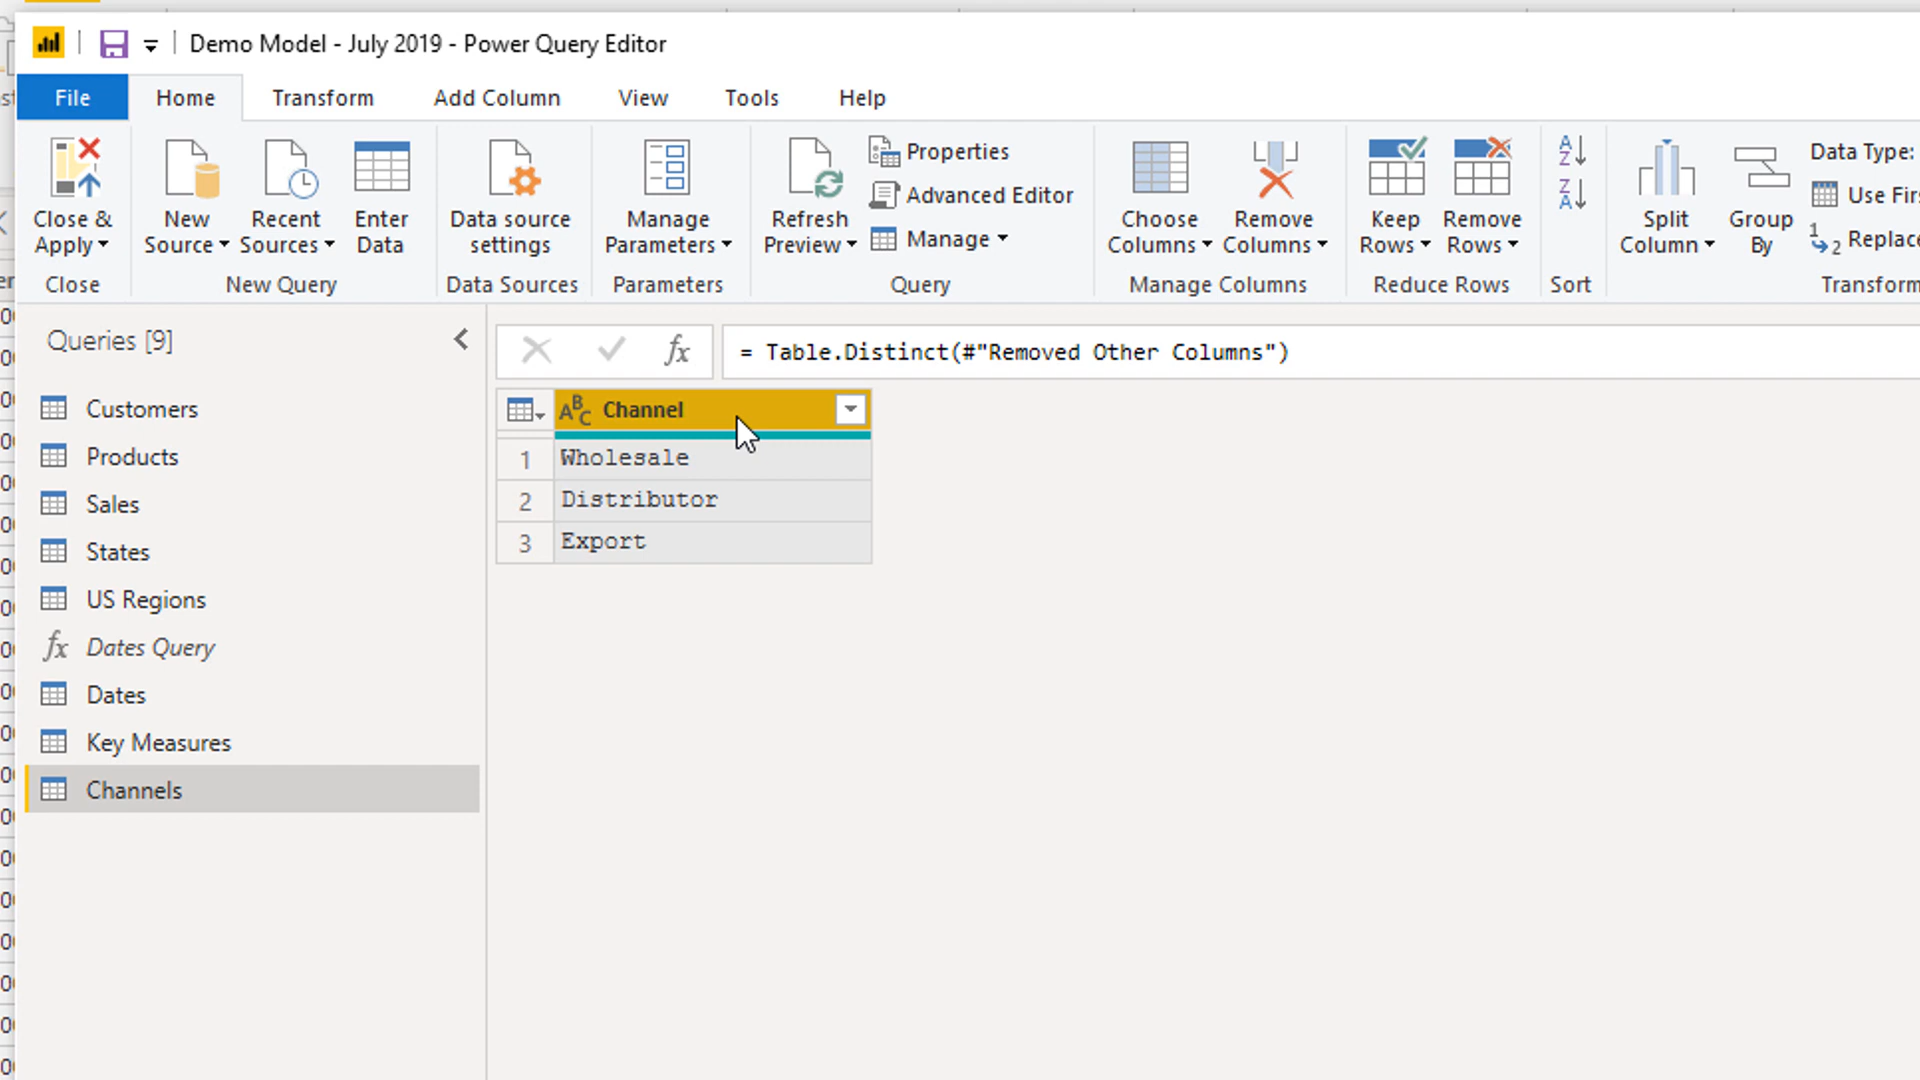 Demo Model - July 2019 - Power Query Editor
File Home Transform Add Column View Tools Help
Close & Apply
New Source
Recent Sources
Enter Data
Data source settings
Manage Parameters
Refresh Preview
Properties
Advanced Editor
Manage
Choose Columns
Remove Columns
Keep Rows
Remove Rows
Split Column
Group By
Data Type:
Use
Close
New Query
Data Sources
Parameters
Query
Manage Columns
Reduce Rows
Sort
Queries [9]
fx
= Table.Distinct(#"Removed Other Columns")
Customers
Products
Sales
States
US Regions
fx Dates Query
Dates
Key Measures
Channels
ABC Channel
1 Wholesale
2 Distributor
3 Export